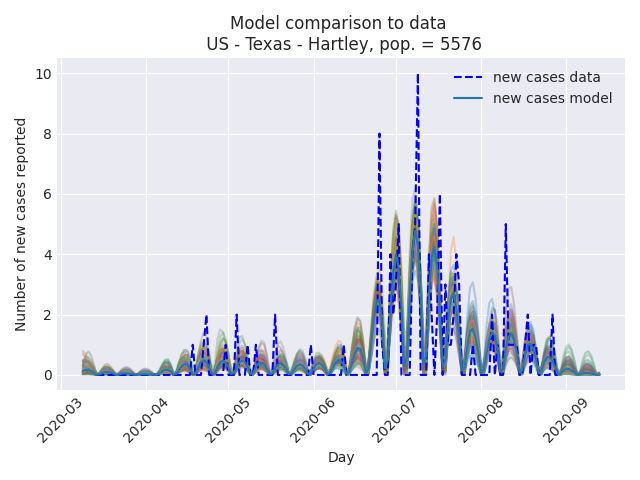 Model comparison to data
US - Texas - Hartley, pop. = 5576
Number of new cases reported
10
8
6
4
2
0
new cases data
new cases model
2020-03
2020-04
2020-05
2020-06
2020-07
2020-08
2020-09
Day